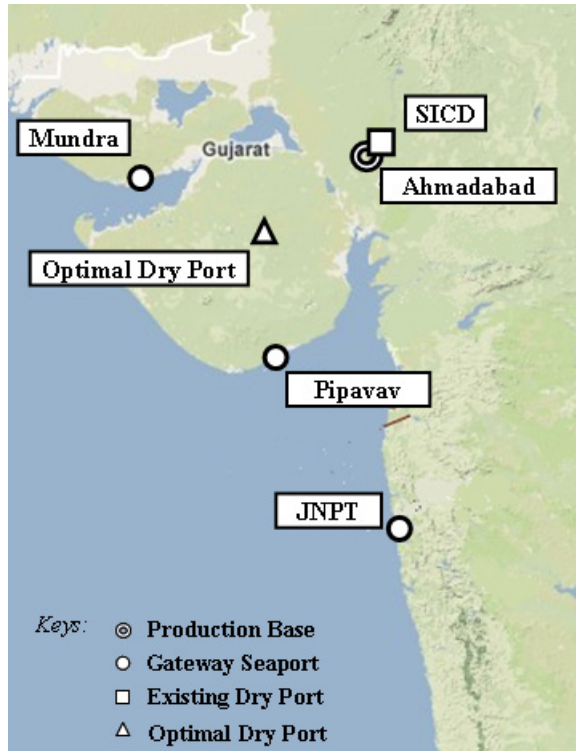 SICD
Mundra
Gujarat
Ahmadabad
Optimal Dry Port
Pipavav
JNPT
Keys:
Production Base
Gateway Seaport
Existing Dry Port
Optimal Dry Port